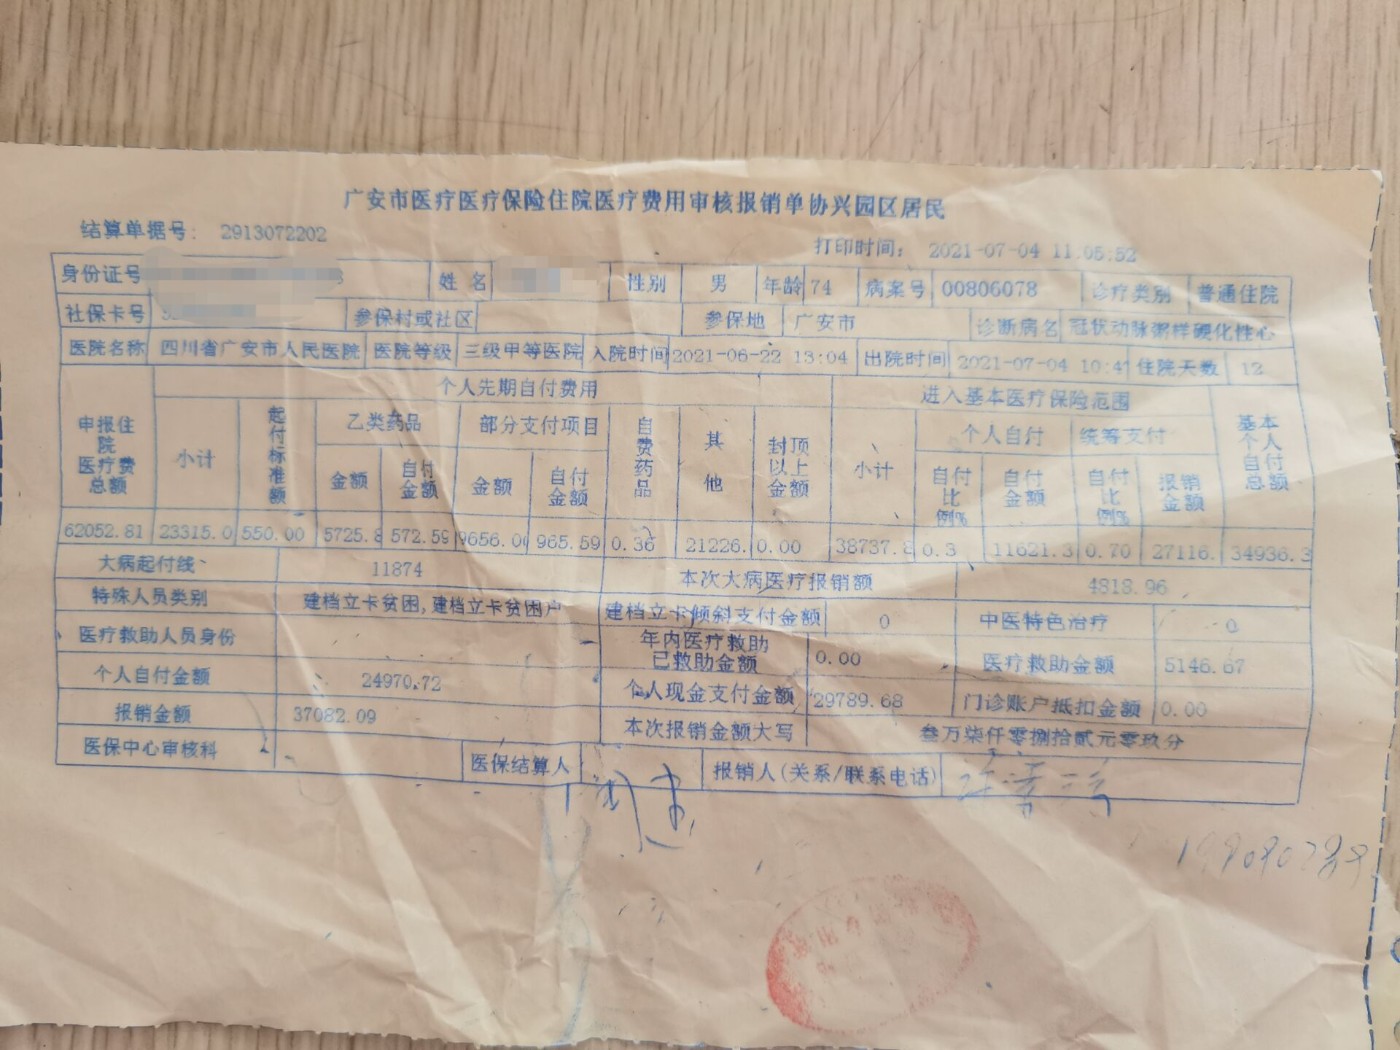 广安市医疗医疗保险住院医疗费用审核报销单协兴园区居民
结算单据号: 2913072202
打印时间: 2021-07-04 11:05:52
身份证号 姓名 性别 男 年龄 74 病案号 00806078 诊疗类别 普通住院
社保卡号 参保村或社区 参保地 广安市 诊断病名 冠状动脉粥样硬化性心
医院名称 四川省广安市人民医院 医院等级 三级甲等医院 入院时间 2021-06-22 13:04 出院时间 2021-07-04 10:4 住院天数 12
申报住院医疗费总额 个人先期自付费用 进入基本医疗保险范围 基本个人自付总额
小计 起付标准额 乙类药品 部分支付项目 自费药品 其他 封顶以上金额 小计 个人自付 统筹支付
金额 自付金额 金额 自付金额 自付比例% 自付金额 自付比例% 报销金额
62052.81 23315.0 550.00 5725.8 572.59 9656.00 965.59 0.36 21226. 0.00 38737.8 0.3 11621.3 0.70 27116. 34936.3
大病起付线 11874 本次大病医疗报销额 4818.96
特殊人员类别 建档立卡贫困,建档立卡贫困户 建档立卡倾斜支付金额 0 中医特色治疗 0
医疗救助人员身份 年内医疗救助已救助金额 0.00 医疗救助金额 5146.67
个人自付金额 24970.72 个人现金支付金额 29789.68 门诊账户抵扣金额 0.00
报销金额 37082.09 本次报销金额大写 叁万柒仟零捌拾贰元零玖分
医保中心审核科 医保结算人 报销人(关系/联系电话)